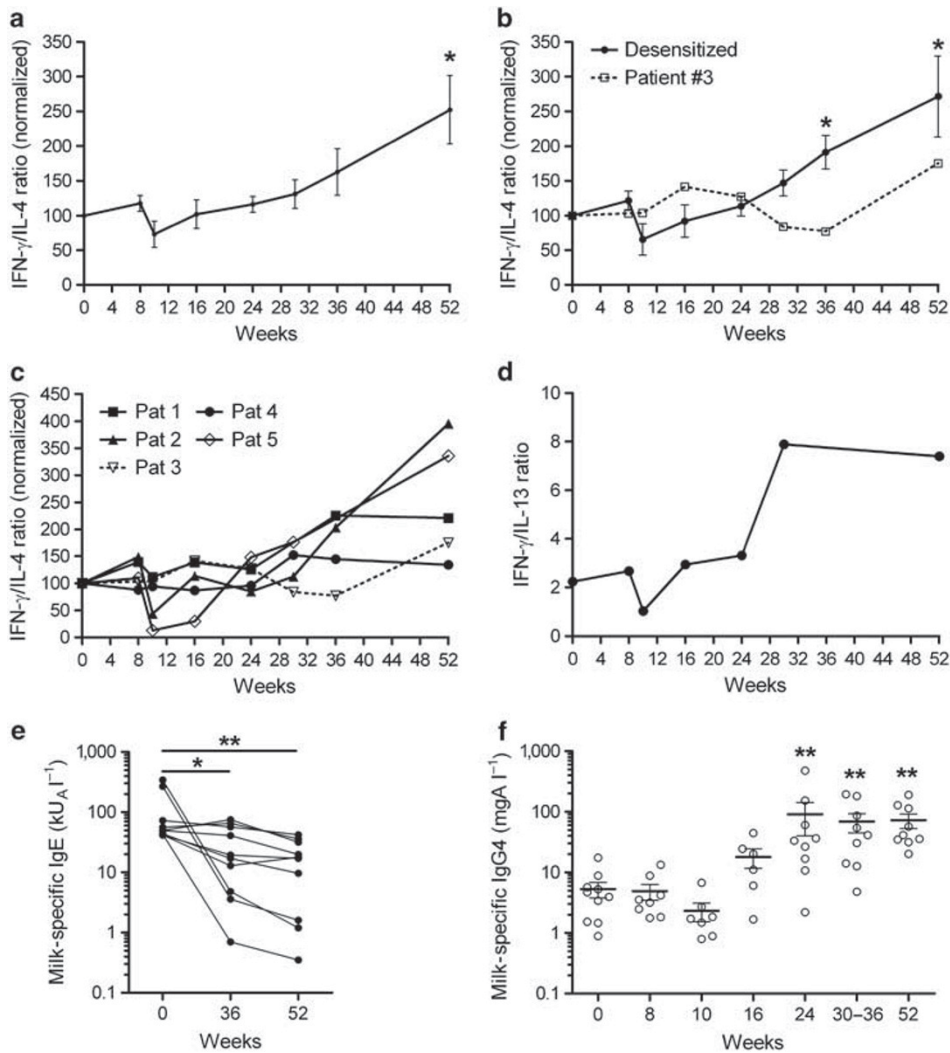 a
IFN-γ/IL-4 ratio (normalized)
350
300
250
200
150
100
50
0
*
0 4 8 12 16 20 24 28 32 36 40 44 48 52
Weeks
b
IFN-γ/IL-4 ratio (normalized)
350
300
250
200
150
100
50
0
Desensitized
Patient #3
*
*
0 4 8 12 16 20 24 28 32 36 40 44 48 52
Weeks
c
IFN-γ/IL-4 ratio (normalized)
450
400
350
300
250
200
150
100
50
0
Pat 1 Pat 4
Pat 2 Pat 5
Pat 3
0 4 8 12 16 20 24 28 32 36 40 44 48 52
Weeks
d
IFN-γ/IL-13 ratio
10
8
6
4
2
0
0 4 8 12 16 20 24 28 32 36 40 44 48 52
Weeks
e
Milk-specific IgE (kU_A l⁻¹)
1,000
100
10
1
0.1
**
*
0 36 52
Weeks
f
Milk-specific IgG4 (mgA l⁻¹)
1,000
100
10
1
0.1
** ** **
0 8 10 16 24 30–36 52
Weeks